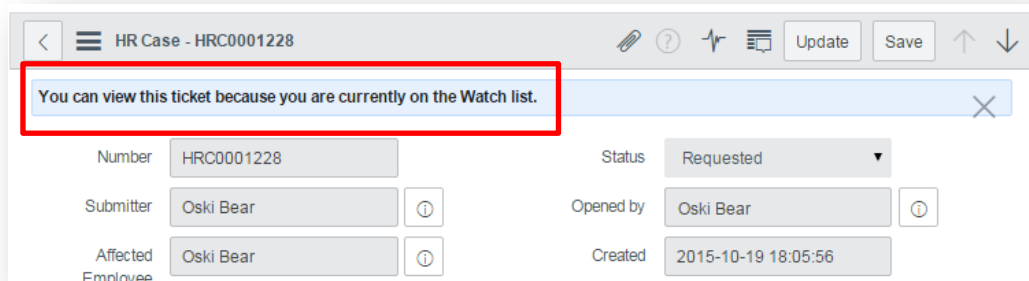 HR Case - HRC0001228 Update Save
You can view this ticket because you are currently on the Watch list.
Number HRC0001228 Status Requested
Submitter Oski Bear Opened by Oski Bear
Affected Employee Oski Bear Created 2015-10-19 18:05:56